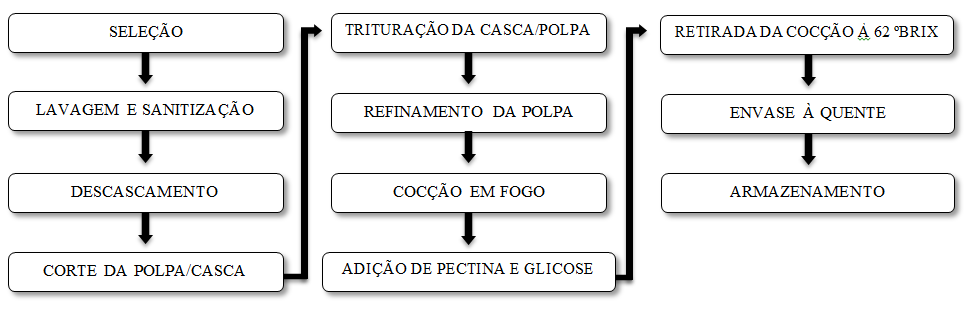 SELEÇÃO
LAVAGEM E SANITIZAÇÃO
DESCASCAMENTO
CORTE DA POLPA/CASCA
TRITURAÇÃO DA CASCA/POLPA
REFINAMENTO DA POLPA
COCÇÃO EM FOGO
ADIÇÃO DE PECTINA E GLICOSE
RETIRADA DA COCÇÃO Á 62 ºBRIX
ENVASE À QUENTE
ARMAZENAMENTO